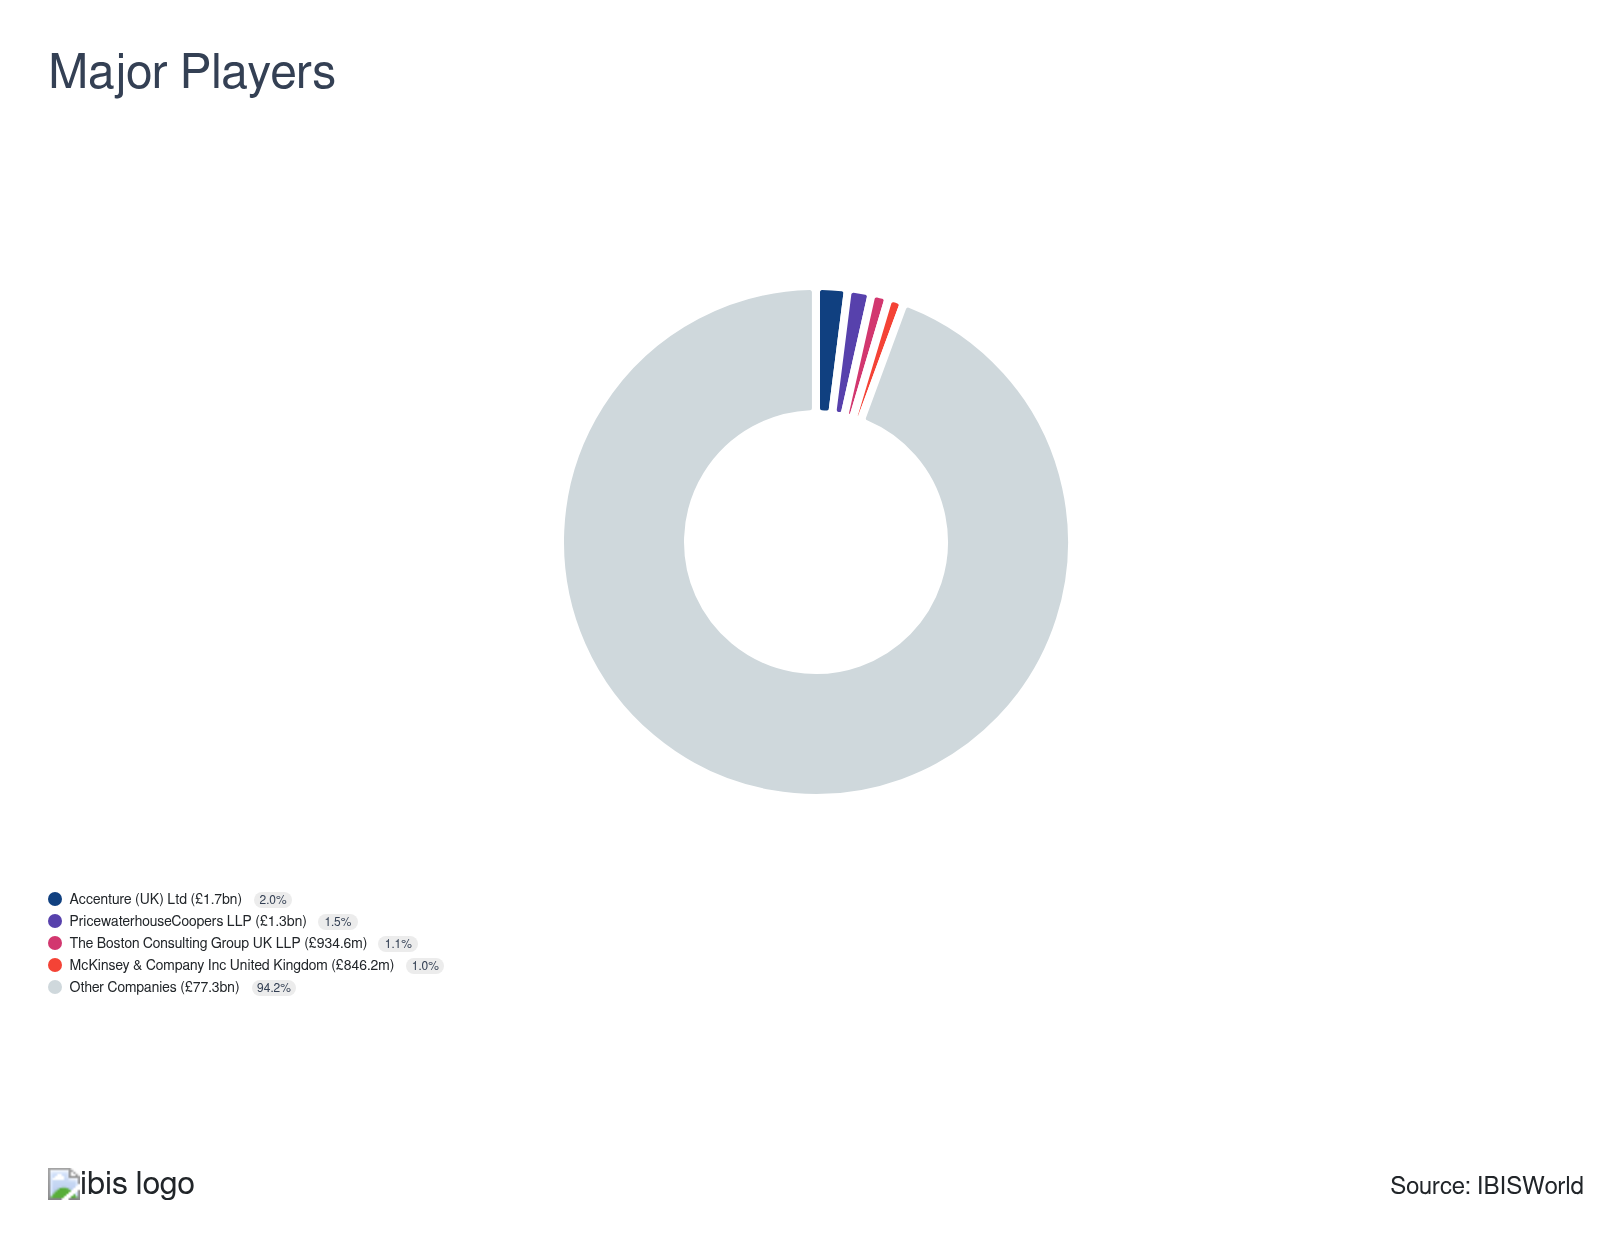 Major Players
Accenture (UK) Ltd (£1.7bn) 2.0%
PricewaterhouseCoopers LLP (£1.3bn) 1.5%
The Boston Consulting Group UK LLP (£934.6m) 1.1%
McKinsey & Company Inc United Kingdom (£846.2m) 1.0%
Other Companies (£77.3bn) 94.2%
ibis logo
Source: IBISWorld